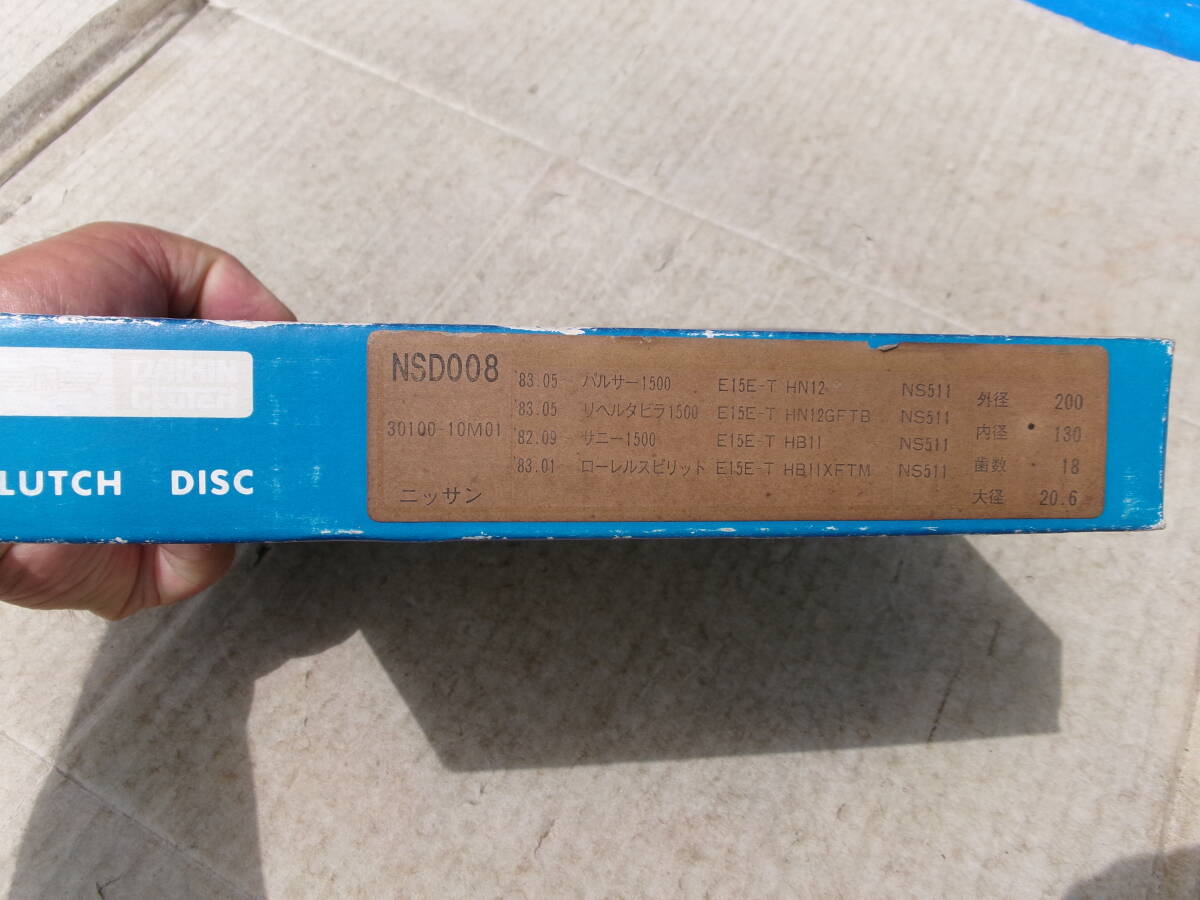 DAIKIN
Clutch
LUTCH DISC
NSD008
30100-10M01
ニッサン
'83.05 パルサー1500 E15E-T HN12 NS511
'83.05 リベルタビラ1500 E15E-T HN12GFTB NS511
'82.09 サニー1500 E15E-T HB11 NS511
'83.01 ローレルスピリット E15E-T HB11XFTM NS511
外径 200
内径 130
歯数 18
大径 20.6